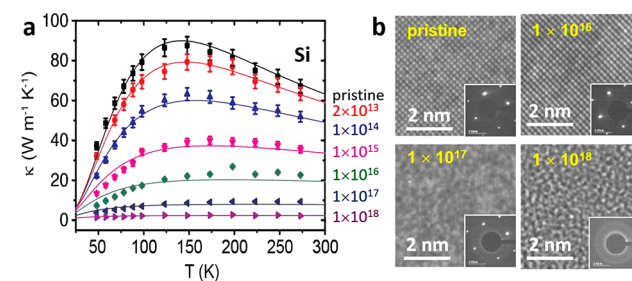 a
Si
κ (W m⁻¹ K⁻¹)
100
80
60
40
20
0
50 100 150 200 250 300
T (K)
pristine
2×10¹³
1×10¹⁴
1×10¹⁵
1×10¹⁶
1×10¹⁷
1×10¹⁸
b
pristine
2 nm
1 × 10¹⁶
2 nm
1 × 10¹⁷
2 nm
1 × 10¹⁸
2 nm